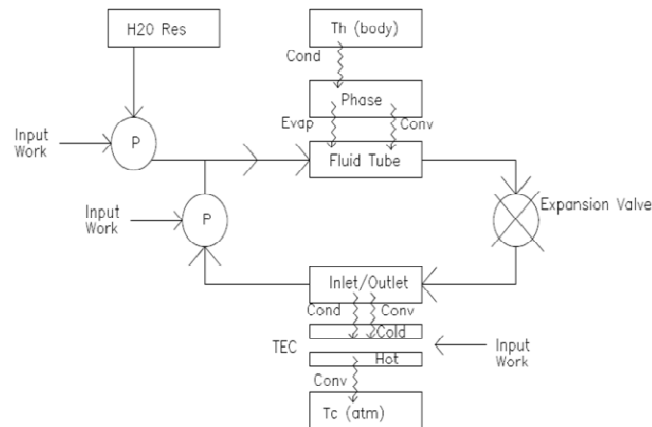 H20 Res
Th (body)
Cond
Phase
Evap
Conv
Input
Work
P
Fluid Tube
Input
Work
P
Expansion Valve
Inlet/Outlet
Cond
Conv
Cold
TEC
Hot
Input
Work
Conv
Tc (atm)